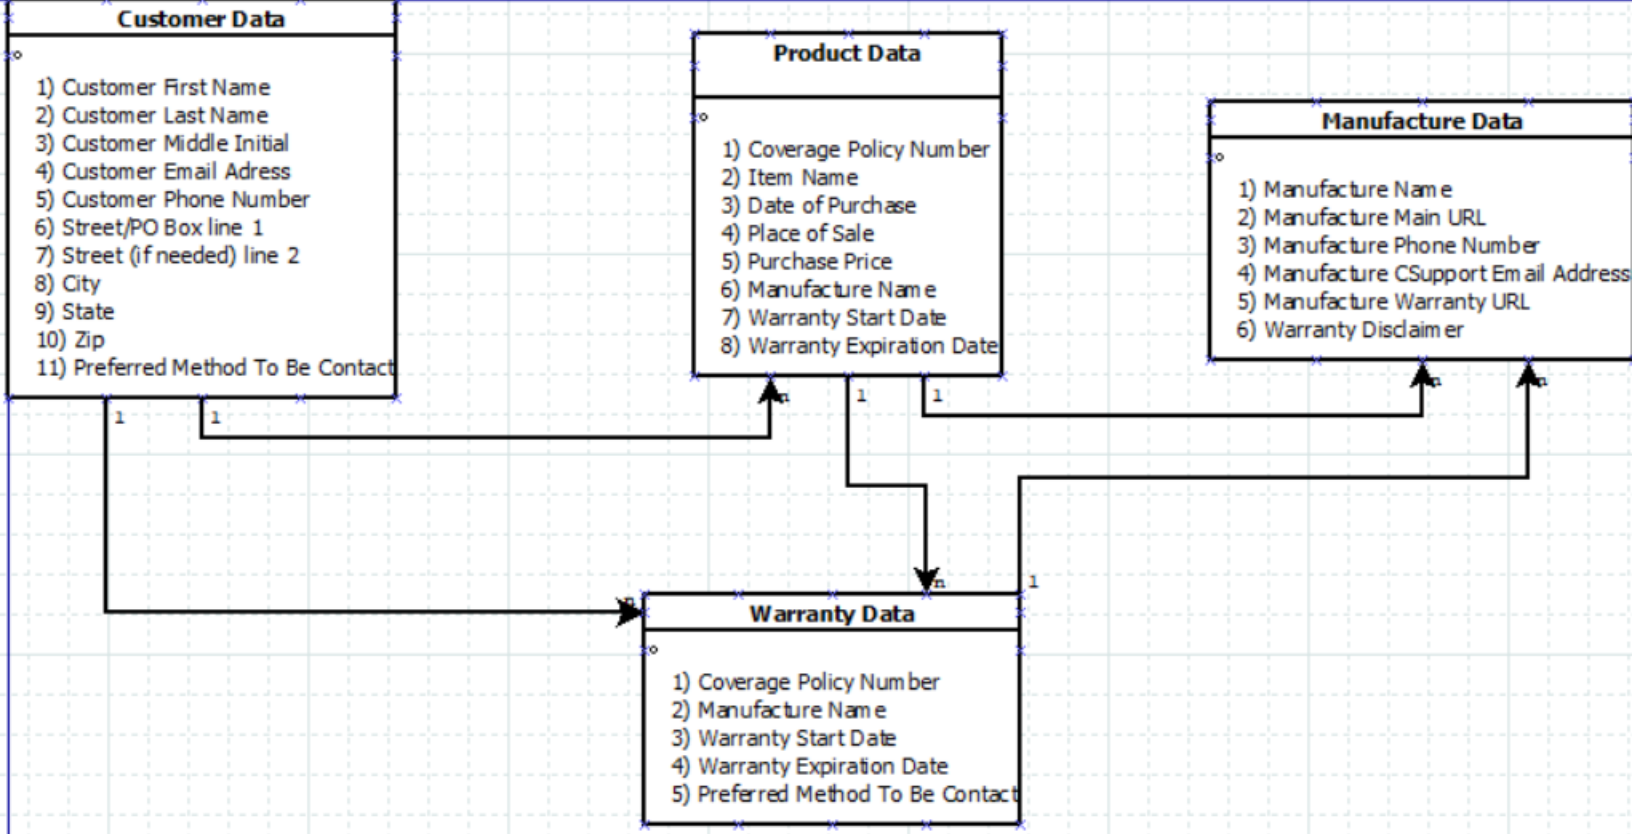 Customer Data
1) Customer First Name
2) Customer Last Name
3) Customer Middle Initial
4) Customer Email Adress
5) Customer Phone Number
6) Street/PO Box line 1
7) Street (if needed) line 2
8) City
9) State
10) Zip
11) Preferred Method To Be Contact
Product Data
1) Coverage Policy Number
2) Item Name
3) Date of Purchase
4) Place of Sale
5) Purchase Price
6) Manufacture Name
7) Warranty Start Date
8) Warranty Expiration Date
Manufacture Data
1) Manufacture Name
2) Manufacture Main URL
3) Manufacture Phone Number
4) Manufacture CSupport Email Address
5) Manufacture Warranty URL
6) Warranty Disclaimer
1
1
n
1
1
n
n
n
n
1
Warranty Data
1) Coverage Policy Number
2) Manufacture Name
3) Warranty Start Date
4) Warranty Expiration Date
5) Preferred Method To Be Contact